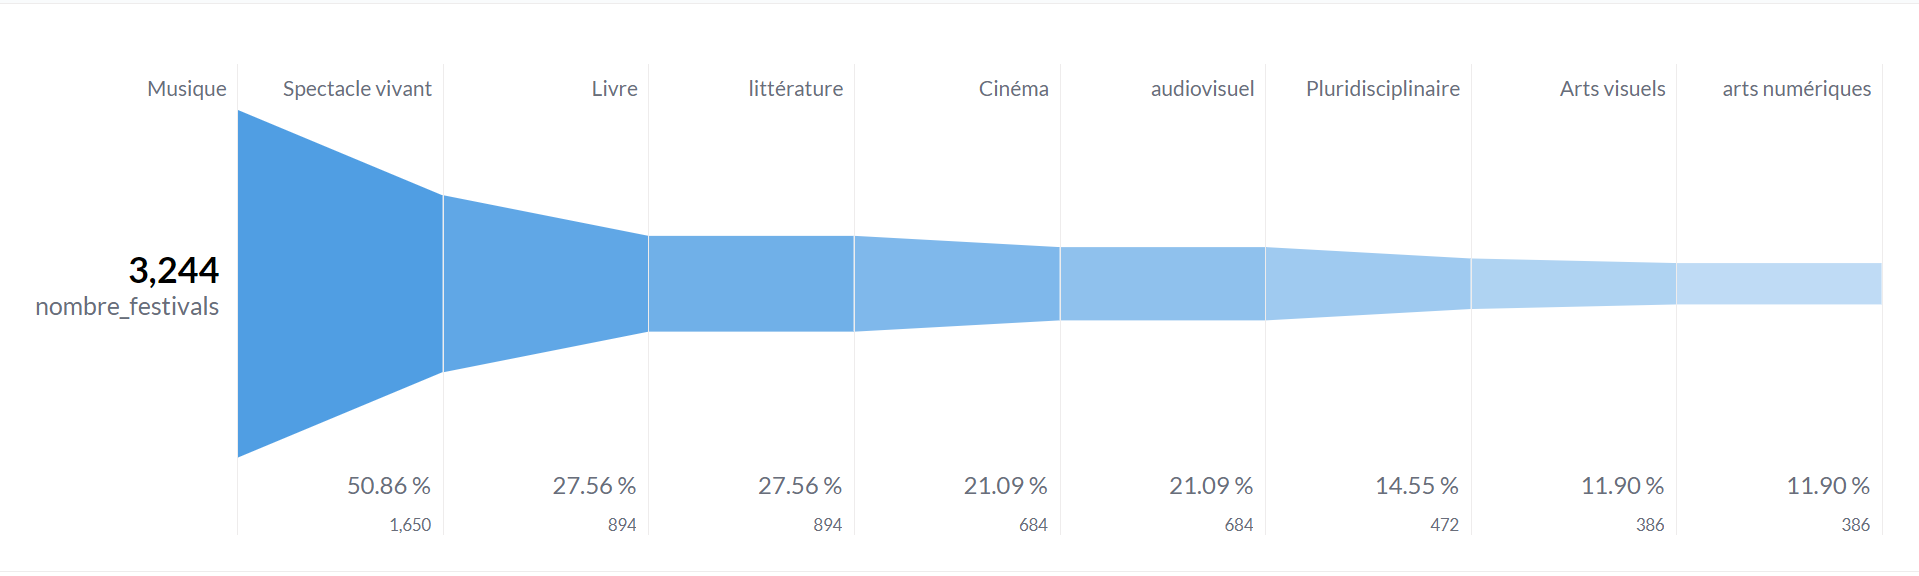 Musique Spectacle vivant Livre littérature Cinéma audiovisuel Pluridisciplinaire Arts visuels arts numériques
3,244
nombre_festivals
50.86 % 27.56 % 27.56 % 21.09 % 21.09 % 14.55 % 11.90 % 11.90 %
1,650 894 894 684 684 472 386 386